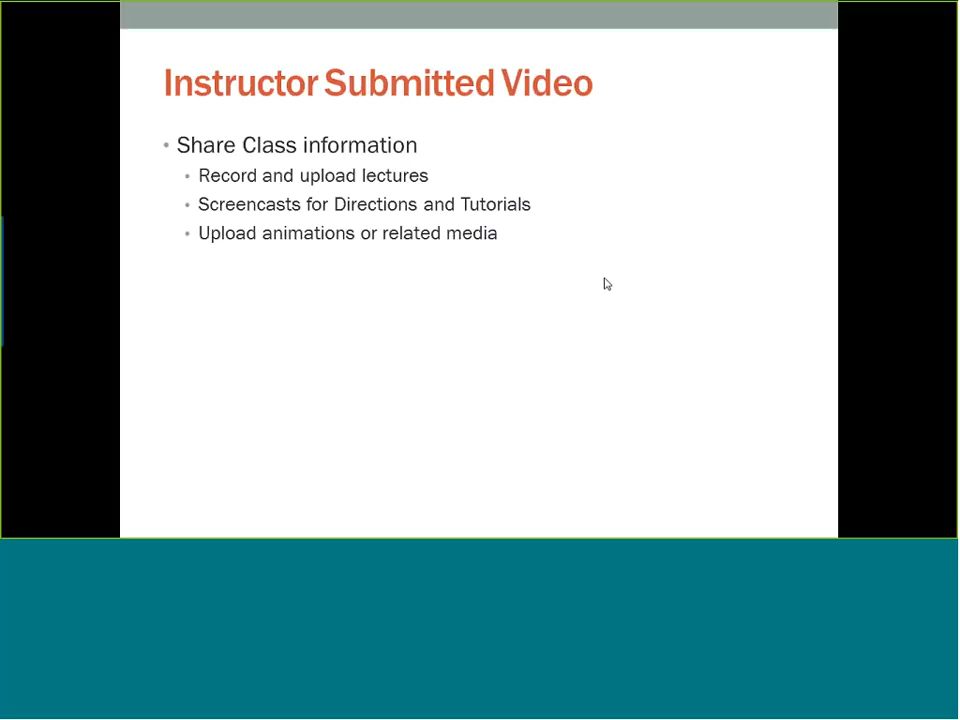 Instructor Submitted Video
• Share Class information
• Record and upload lectures
• Screencasts for Directions and Tutorials
• Upload animations or related media